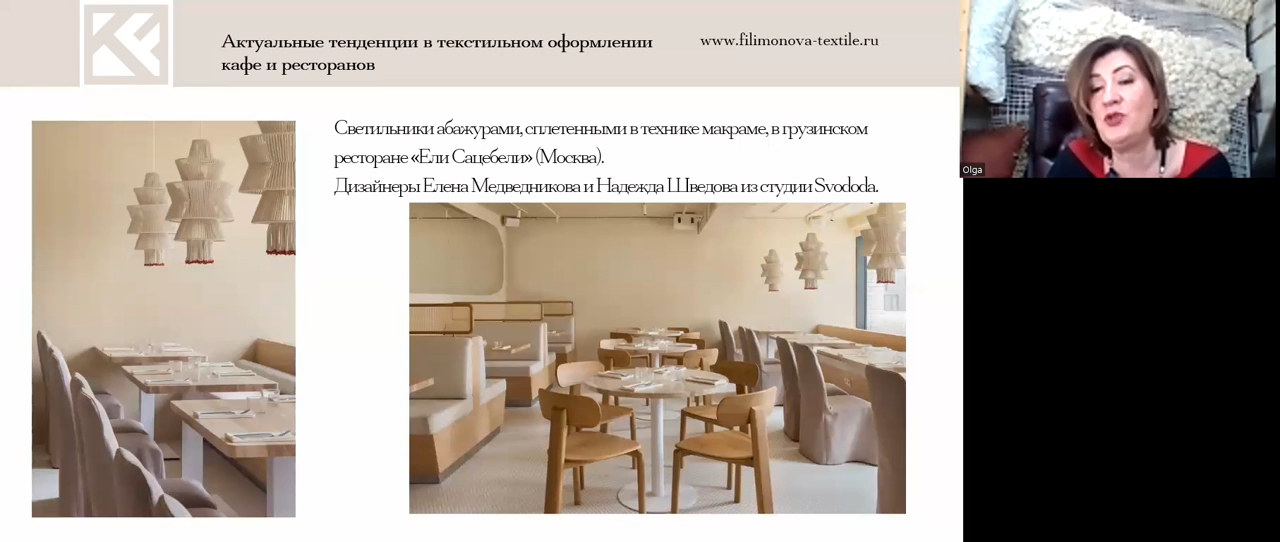 Актуальные тенденции в текстильном оформлении
кафе и ресторанов
www.filimonova-textile.ru
Светильники абажурами, сплетенными в технике макраме, в грузинском
ресторане «Ели Сацебели» (Москва).
Дизайнеры Елена Медведникова и Надежда Шведова из студии Svododa.
Olga